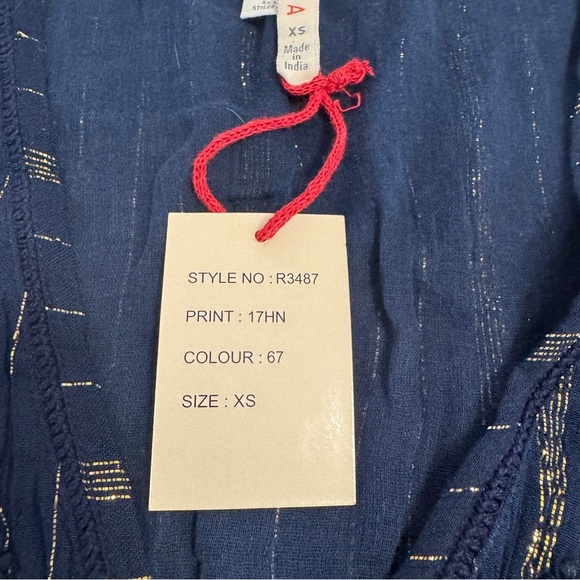 A
XS
Made
in
India
STYLE NO : R3487
PRINT : 17HN
COLOUR : 67
SIZE : XS